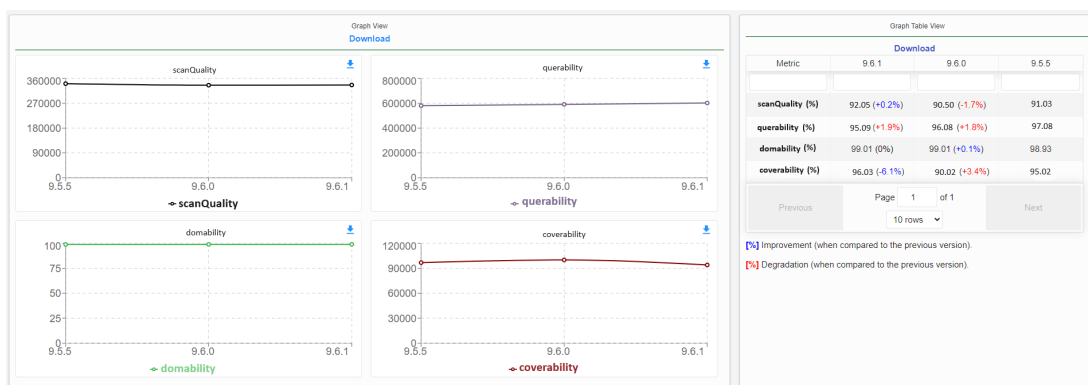 Graph View
Download
scanQuality
360000
270000
180000
90000
0
9.5.5 9.6.0 9.6.1
scanQuality
querability
800000
600000
400000
200000
0
9.5.5 9.6.0 9.6.1
querability
domability
100
75
50
25
0
9.5.5 9.6.0 9.6.1
domability
coverability
120000
90000
60000
30000
0
9.5.5 9.6.0 9.6.1
coverability
Graph Table View
Download
Metric 9.6.1 9.6.0 9.5.5
scanQuality (%) 92.05 (+0.2%) 90.50 (-1.7%) 91.03
querability (%) 95.09 (+1.9%) 96.08 (+1.8%) 97.08
domability (%) 99.01 (0%) 99.01 (+0.1%) 98.93
coverability (%) 96.03 (-6.1%) 90.02 (+3.4%) 95.02
Previous Page 1 of 1 Next
10 rows
[%] Improvement (when compared to the previous version).
[%] Degradation (when compared to the previous version).